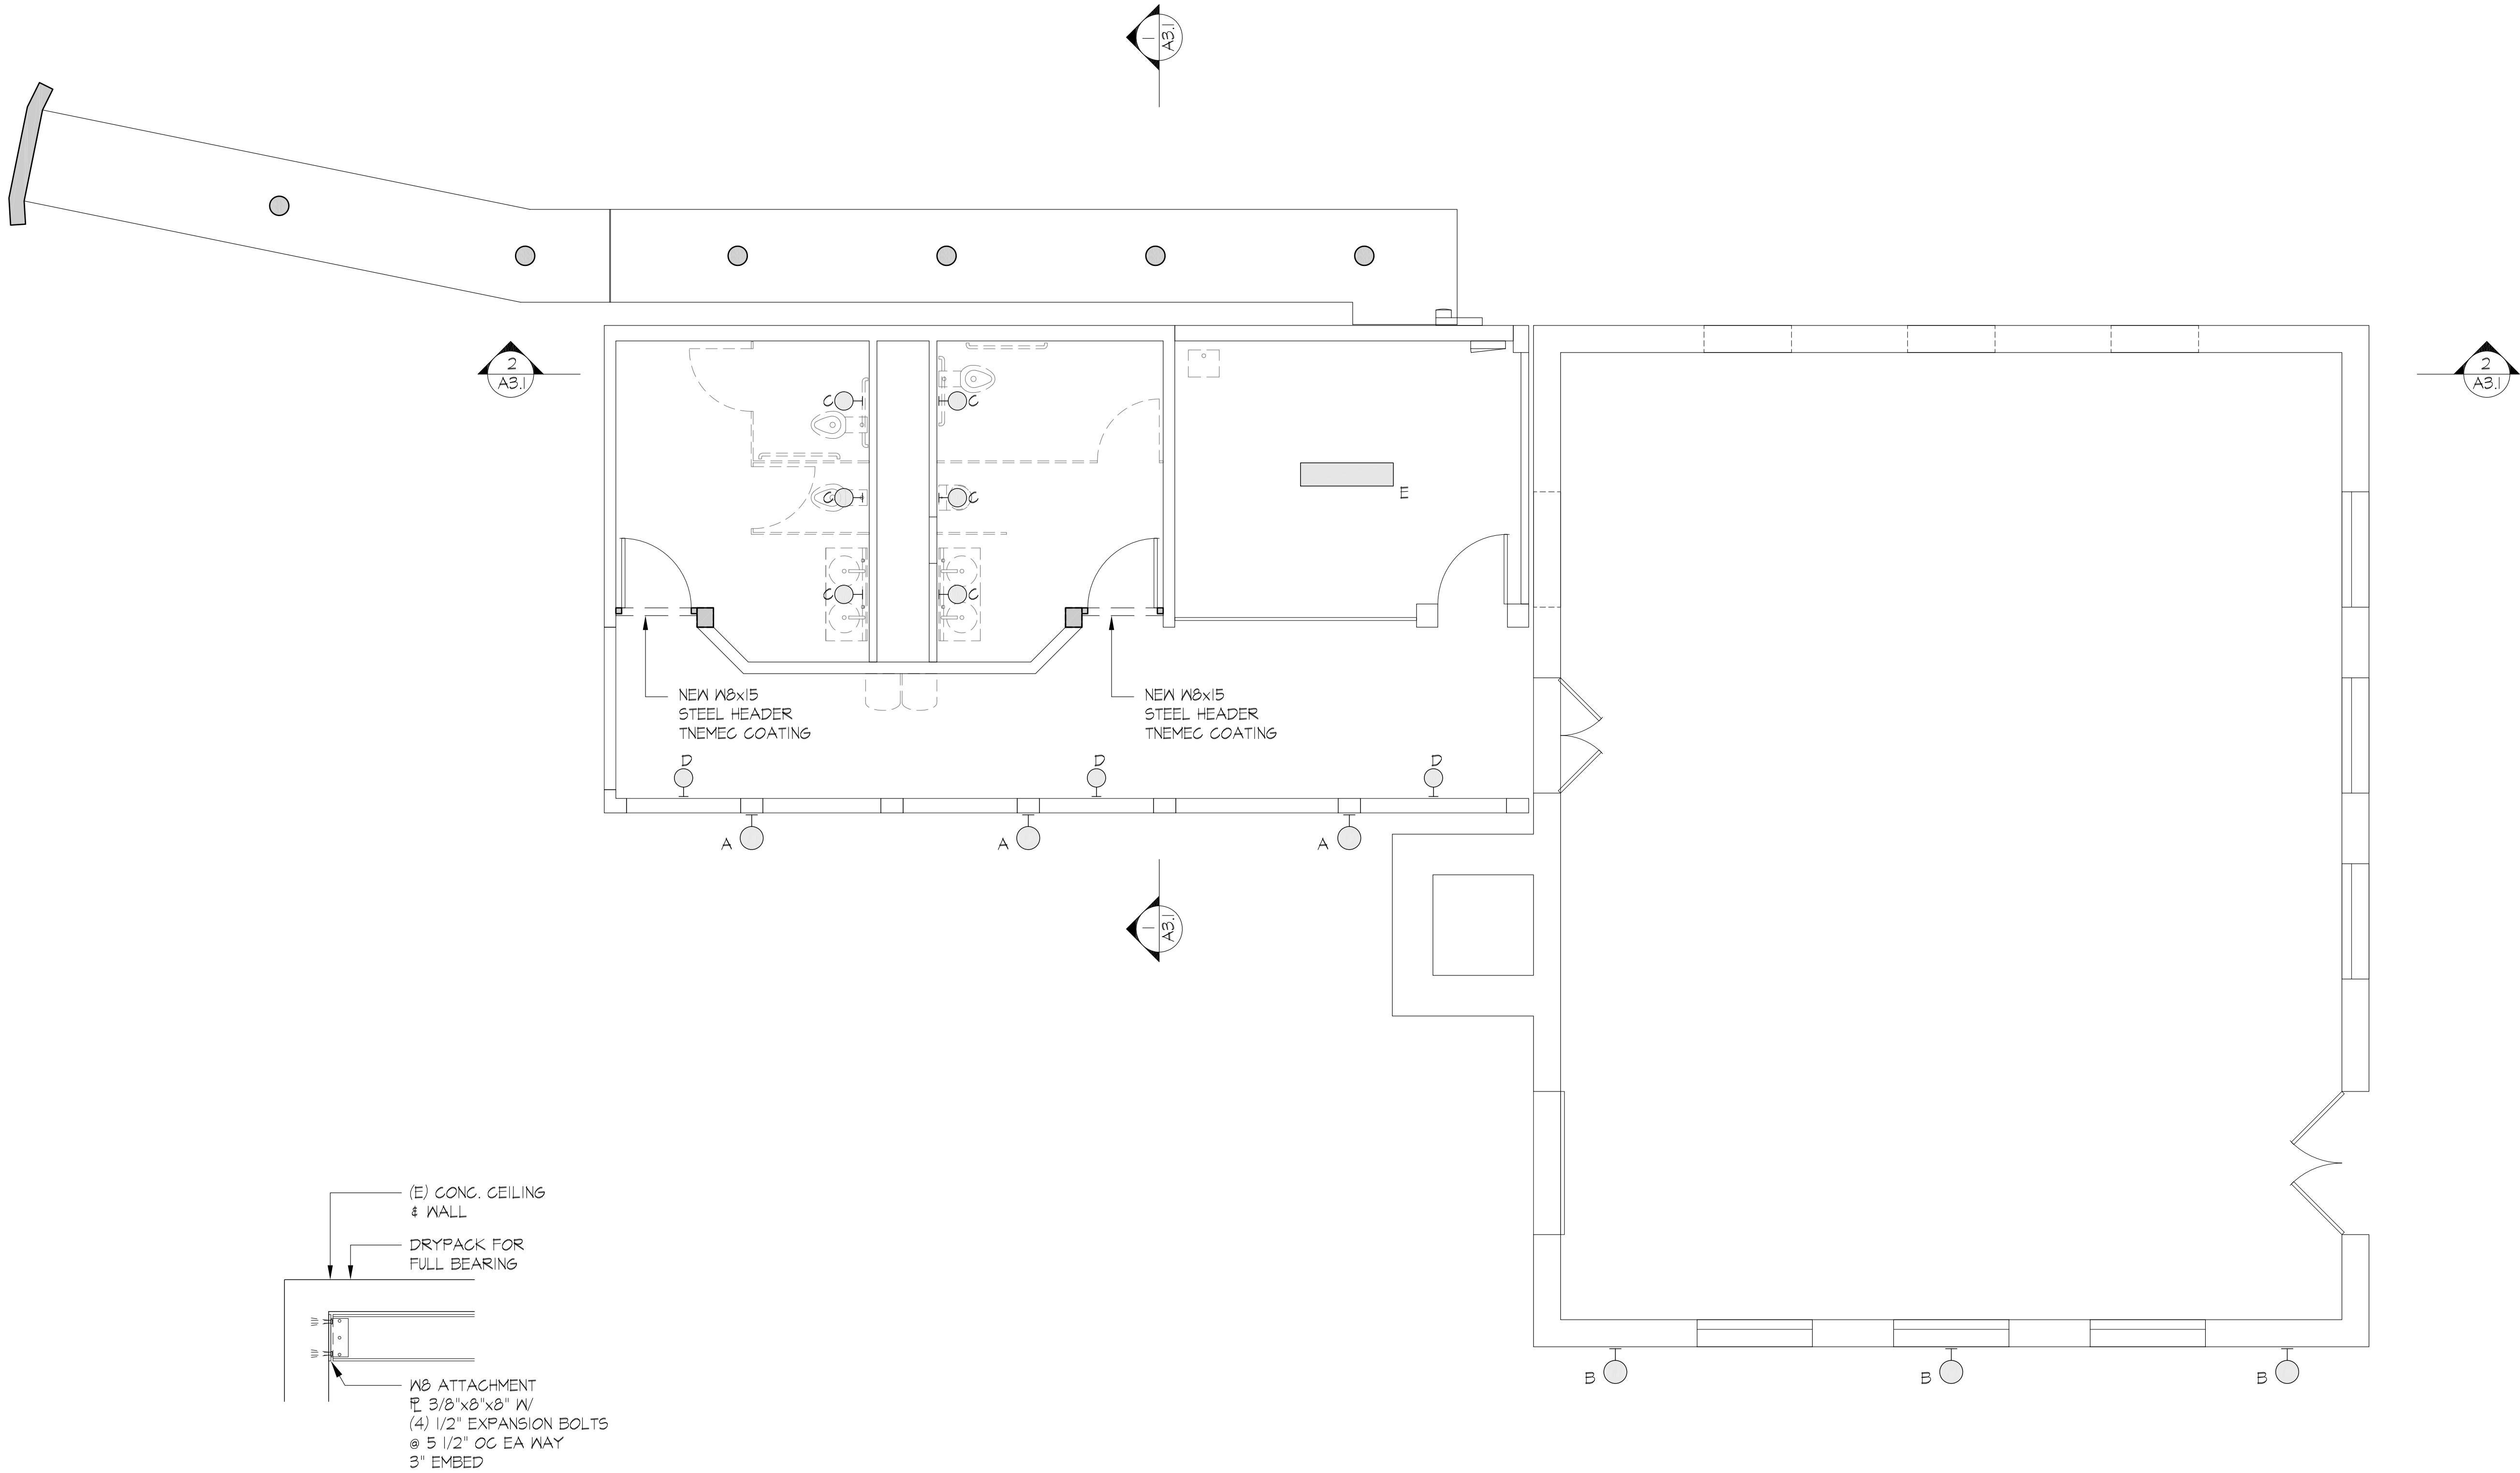 1
A3.1
2
A3.1
2
A3.1
C
C
C
C
E
C
C
NEW W8x15
STEEL HEADER
TNEMEC COATING
NEW W8x15
STEEL HEADER
TNEMEC COATING
D
D
D
A
A
A
1
A3.1
(E) CONC. CEILING
& WALL
DRYPACK FOR
FULL BEARING
B
B
B
W8 ATTACHMENT
PL 3/8"x8"x8" W/
(4) 1/2" EXPANSION BOLTS
@ 5 1/2" OC EA WAY
3" EMBED